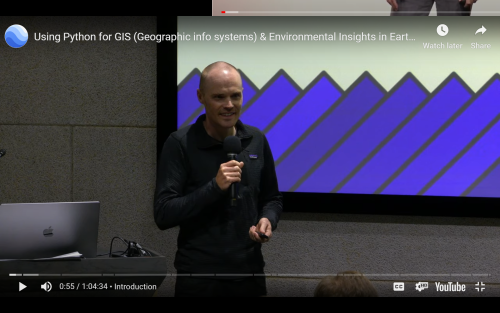 Using Python for GIS (Geographic info systems) & Environmental Insights in Eart...
Watch later
Share
0:55 / 1:04:34 • Introduction
CC
YouTube